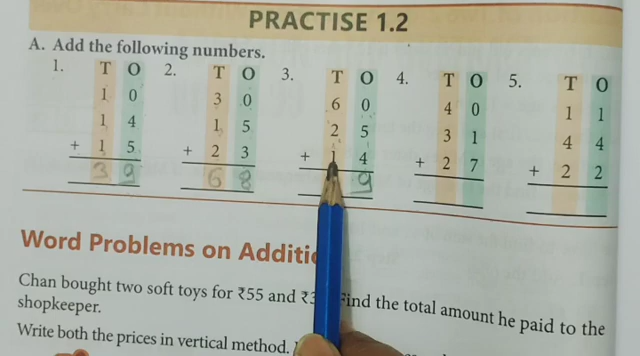 PRACTISE 1.2
A. Add the following numbers.
1. T O 2. T O 3. T O 4. T O 5. T O
1 0 3 0 6 0 4 0 1 1
1 4 1 5 2 5 3 1 4 4
+ 1 5 + 2 3 + 1 4 + 2 7 + 2 2
3 9 6 8 9
Word Problems on
Chan bought two soft toys for ₹55 and Find the total amount he paid to the
shopkeeper.
Write both the prices in vertical method.